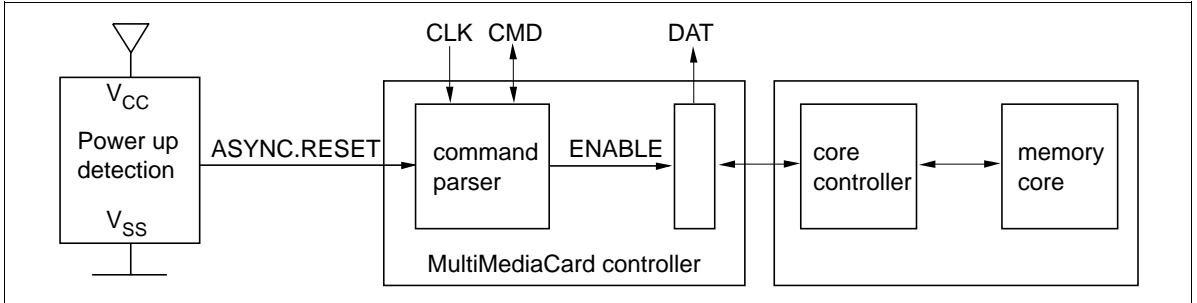 CLK CMD DAT
V_CC
Power up
detection
V_SS
ASYNC.RESET
command
parser
ENABLE
MultiMediaCard controller
core
controller
memory
core